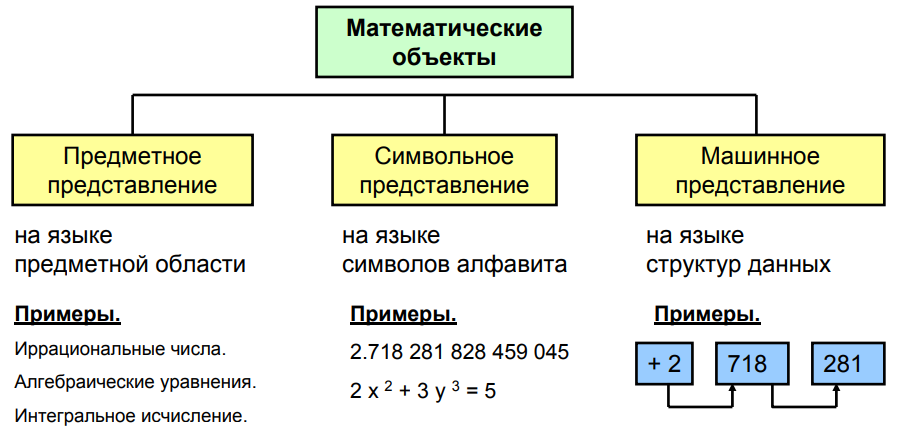 Математические
объекты
Предметное
представление
на языке
предметной области
Примеры.
Иррациональные числа.
Алгебраические уравнения.
Интегральное исчисление.
Символьное
представление
на языке
символов алфавита
Примеры.
2.718 281 828 459 045
2 x ² + 3 y ³ = 5
Машинное
представление
на языке
структур данных
Примеры.
+ 2 718 281